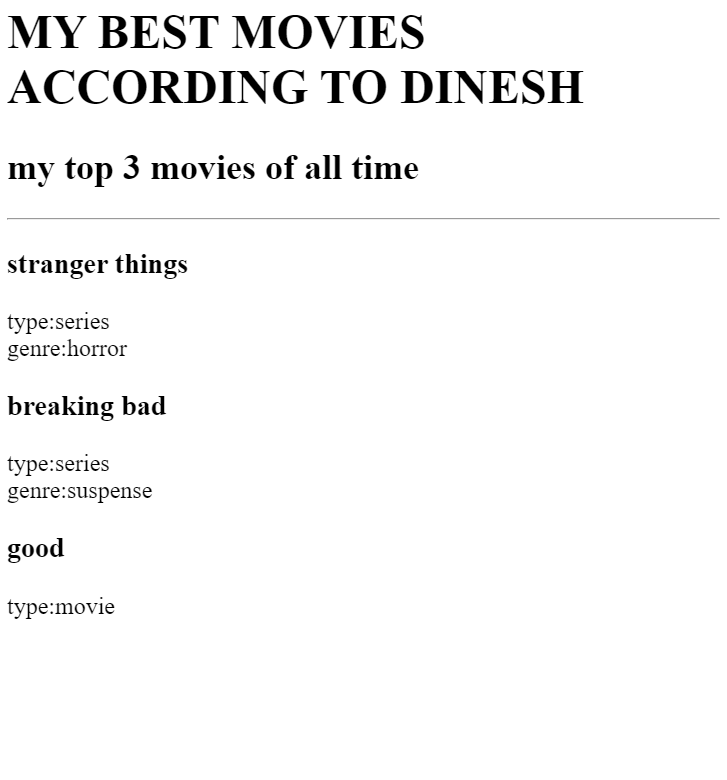 MY BEST MOVIES
ACCORDING TO DINESH
my top 3 movies of all time
stranger things
type:series
genre:horror
breaking bad
type:series
genre:suspense
good
type:movie